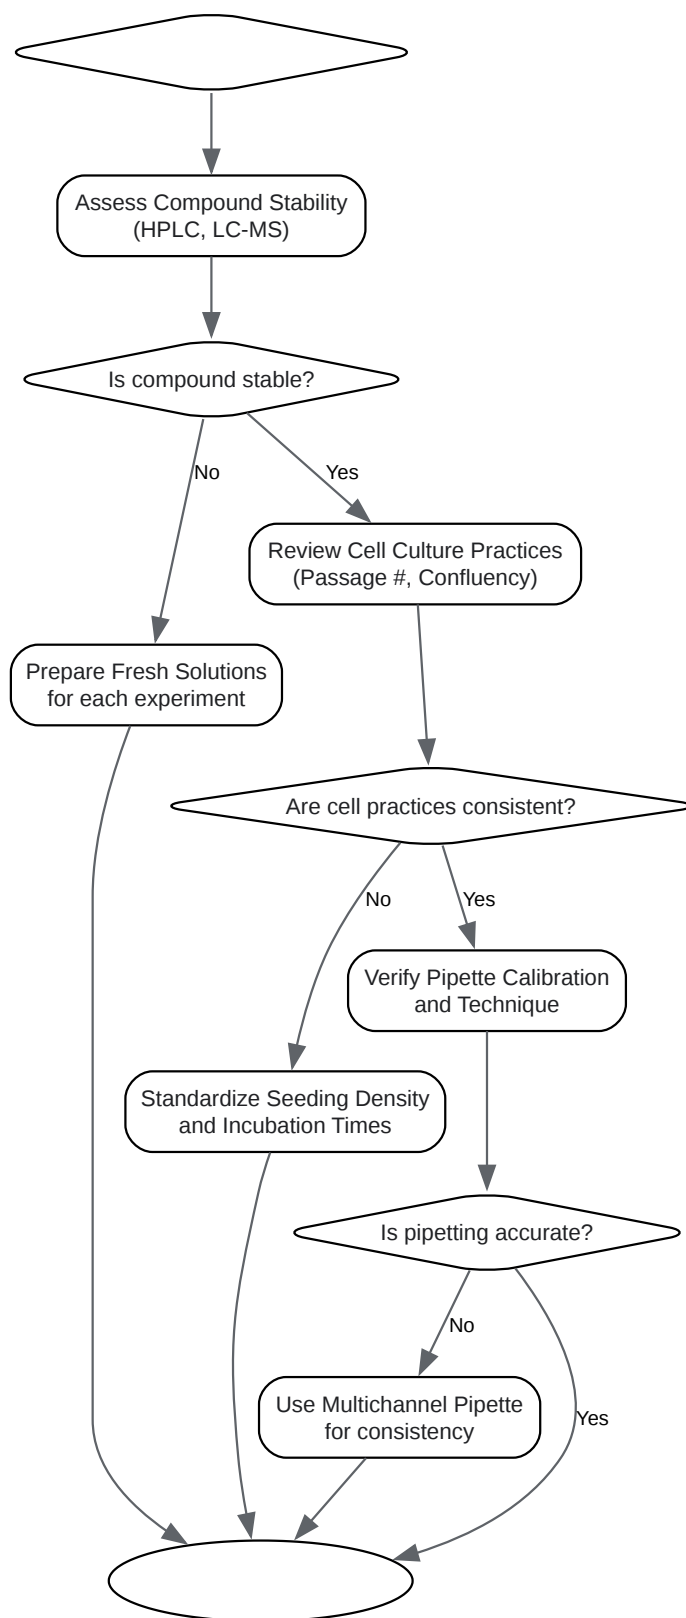 Assess Compound Stability
(HPLC, LC-MS)
Is compound stable?
No
Yes
Review Cell Culture Practices
(Passage #, Confluency)
Prepare Fresh Solutions
for each experiment
Are cell practices consistent?
No
Yes
Verify Pipette Calibration
and Technique
Standardize Seeding Density
and Incubation Times
Is pipetting accurate?
No
Use Multichannel Pipette
for consistency
Yes